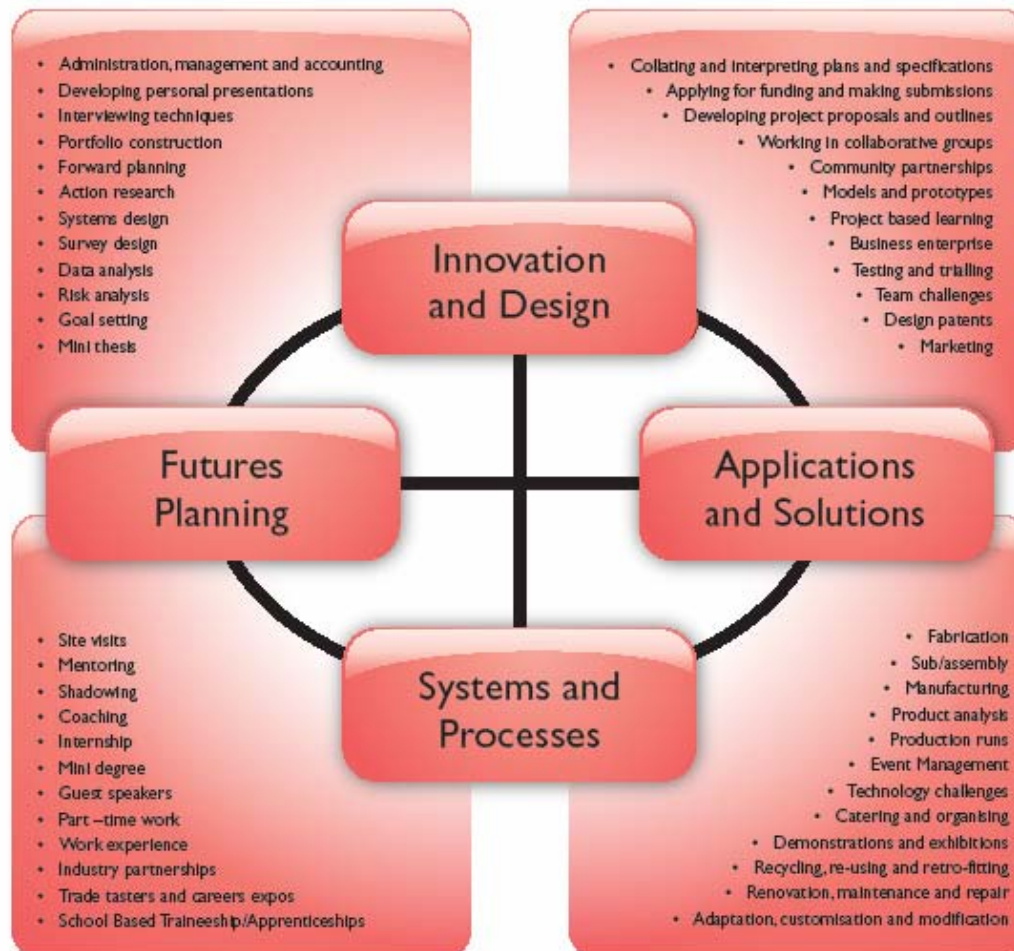 • Administration, management and accounting
• Developing personal presentations
• Interviewing techniques
• Portfolio construction
• Forward planning
• Action research
• Systems design
• Survey design
• Data analysis
• Risk analysis
• Goal setting
• Mini thesis
• Collating and interpreting plans and specifications
• Applying for funding and making submissions
• Developing project proposals and outlines
• Working in collaborative groups
• Community partnerships
• Models and prototypes
• Project based learning
• Business enterprise
• Testing and trialling
• Team challenges
• Design patents
• Marketing
Innovation
and Design
Futures
Planning
Applications
and Solutions
Systems and
Processes
• Site visits
• Mentoring
• Shadowing
• Coaching
• Internship
• Mini degree
• Guest speakers
• Part –time work
• Work experience
• Industry partnerships
• Trade tasters and careers expos
• School Based Traineeship/Apprenticeships
• Fabrication
• Sub/assembly
• Manufacturing
• Product analysis
• Production runs
• Event Management
• Technology challenges
• Catering and organising
• Demonstrations and exhibitions
• Recycling, re-using and retro-fitting
• Renovation, maintenance and repair
• Adaptation, customisation and modification